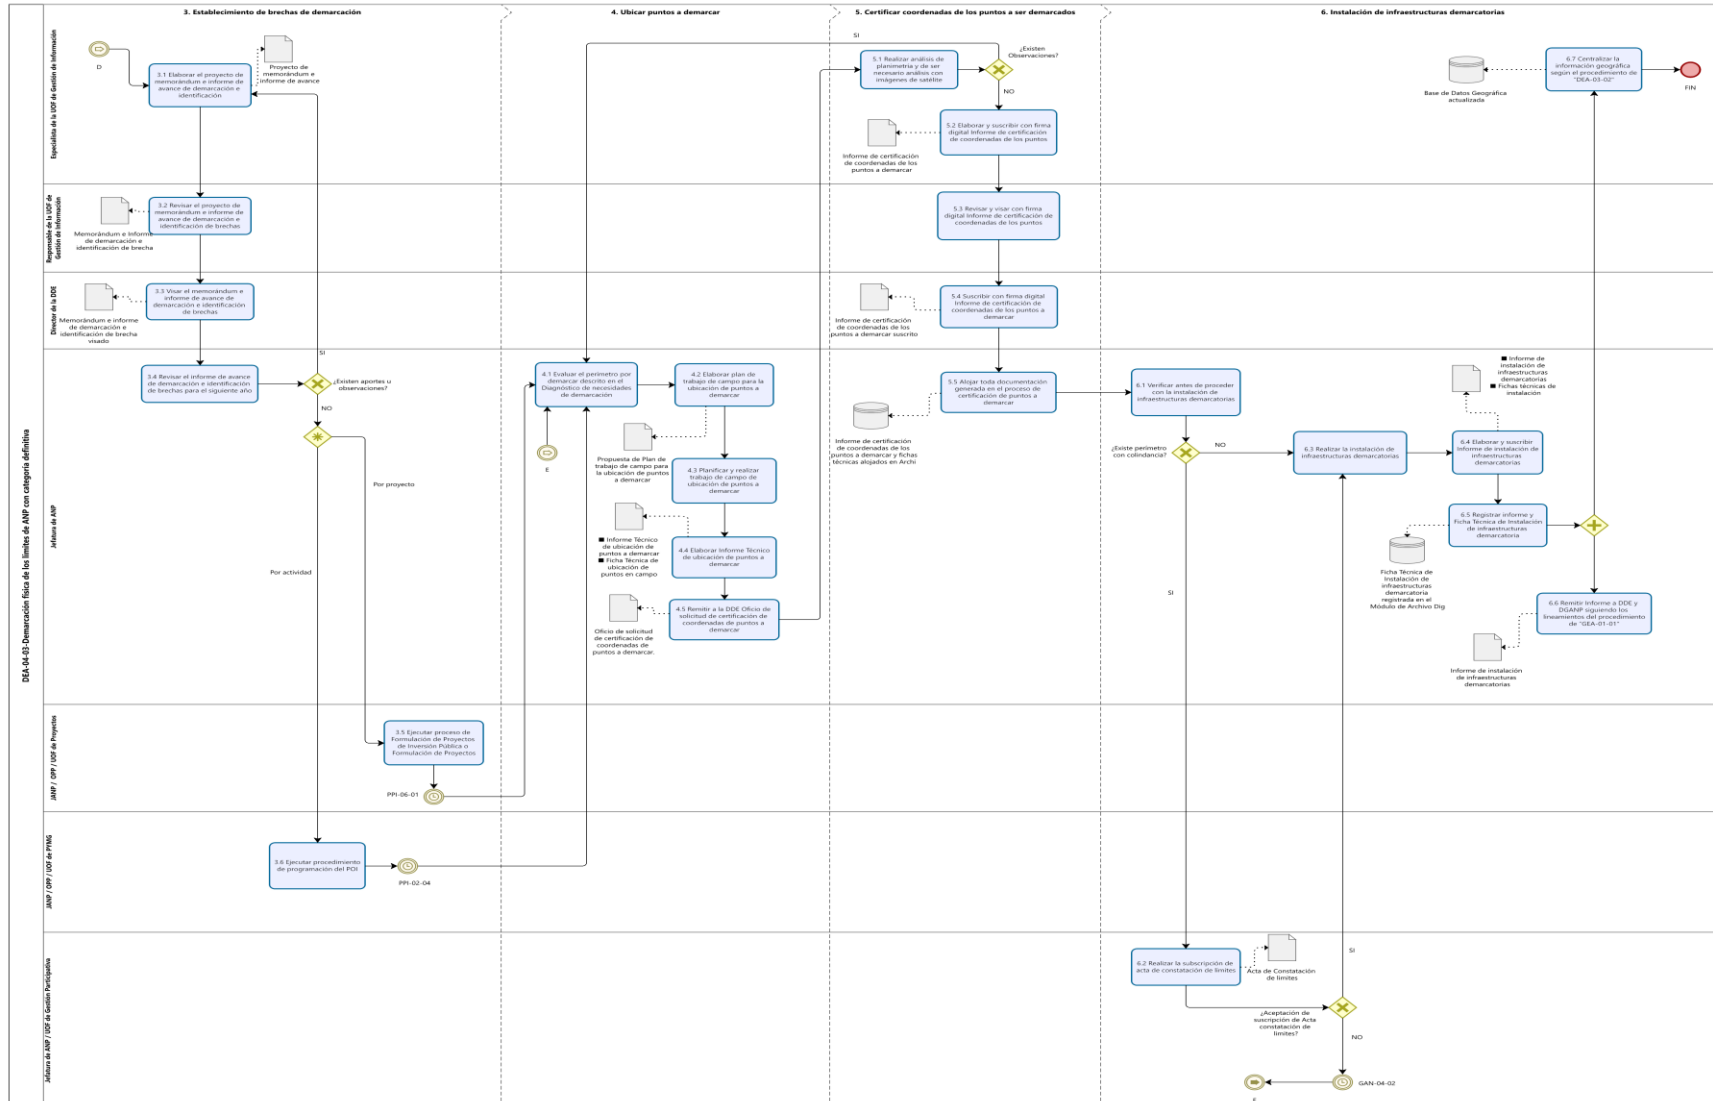 DEA-04-03-Demarcación física de los límites de ANP con categoría definitiva
3. Establecimiento de brechas de demarcación
4. Ubicar puntos a demarcar
5. Certificar coordenadas de los puntos a ser demarcados
6. Instalación de infraestructuras demarcatorias
Especialista de la UOF de Gestión de Información
D
3.1 Elaborar el proyecto de
memorándum e informe de
avance de demarcación e
identificación
Proyecto de
memorándum e
informe de avance
SI
¿Existen
Observaciones?
5.1 Realizar análisis de
planimetría y de ser
necesario análisis con
imágenes de satélite
NO
5.2 Elaborar y suscribir con firma
digital Informe de certificación
de coordenadas de los puntos
Informe de certificación
de coordenadas de los
puntos a demarcar
Base de Datos Geográfica
actualizada
6.7 Centralizar la
información geográfica
según el procedimiento de
"DEA-03-02"
FIN
Responsable de la UOF de
Gestión de Información
3.2 Revisar el proyecto de
memorándum e informe de
avance de demarcación e
identificación de brechas
Memorándum e Informe
de demarcación e
identificación de brecha
5.3 Revisar y visar con firma
digital Informe de certificación de
coordenadas de los puntos
Director de la DDE
3.3 Visar el memorándum e
informe de avance de
demarcación e identificación
de brechas
Memorándum e informe
de demarcación e
identificación de brecha
visado
5.4 Suscribir con firma digital
Informe de certificación de
coordenadas de los puntos a
demarcar
Informe de certificación
de coordenadas de los
puntos a demarcar suscrito
Jefatura de ANP
3.4 Revisar el informe de avance
de demarcación e identificación
de brechas para el siguiente año
SI
¿Existen aportes u
observaciones?
NO
Por proyecto
Por actividad
4.1 Evaluar el perímetro por
demarcar descrito en el
Diagnóstico de necesidades
de demarcación
E
4.2 Elaborar plan de
trabajo de campo para la
ubicación de puntos a
demarcar
Propuesta de Plan de
trabajo de campo para
la ubicación de puntos
a demarcar
4.3 Planificar y realizar
trabajo de campo de
ubicación de puntos a
demarcar
■ Informe Técnico
de ubicación de
puntos a demarcar
■ Ficha Técnica de
ubicación de
puntos en campo
4.4 Elaborar Informe Técnico
de ubicación de puntos a
demarcar
4.5 Remitir a la DDE Oficio de
solicitud de certificación de
coordenadas de puntos a
demarcar
Oficio de solicitud
de certificación de
coordenadas de
puntos a demarcar.
5.5 Alojar toda documentación
generada en el proceso de
certificación de puntos a
demarcar
Informe de certificación
de coordenadas de los
puntos a demarcar y fichas
técnicas alojados en Archi
6.1 Verificar antes de proceder
con la instalación de
infraestructuras demarcatorias
¿Existe perímetro
con colindancia?
NO
SI
6.3 Realizar la instalación de
infraestructuras demarcatorias
■ Informe de
instalación de
infraestructuras
demarcatorias
■ Fichas técnicas de
instalación
6.4 Elaborar y suscribir
Informe de instalación de
infraestructuras
demarcatorias
6.5 Registrar informe y
Ficha Técnica de Instalación
de infraestructuras
demarcatoria
Ficha Técnica de
Instalación de
infraestructuras
demarcatoria
registrada en el
Módulo de Archivo Dig
6.6 Remitir Informe a DDE y
DGANP siguiendo los
lineamientos del procedimiento
de "GEA-01-01"
Informe de instalación
de infraestructuras
demarcatorias
JANP / OPP / UOF de Proyectos
3.5 Ejecutar proceso de
Formulación de Proyectos
de Inversión Pública o
Formulación de Proyectos
PPI-06-01
JANP / OPP / UOF de PYMG
3.6 Ejecutar procedimiento
de programación del POI
PPI-02-04
Jefatura de ANP / UOF de Gestión Participativa
6.2 Realizar la subscripción de
acta de constatación de limites
Acta de Constatación
de limites
SI
¿Aceptación de
suscripción de Acta
constatación de
limites?
NO
GAN-04-02